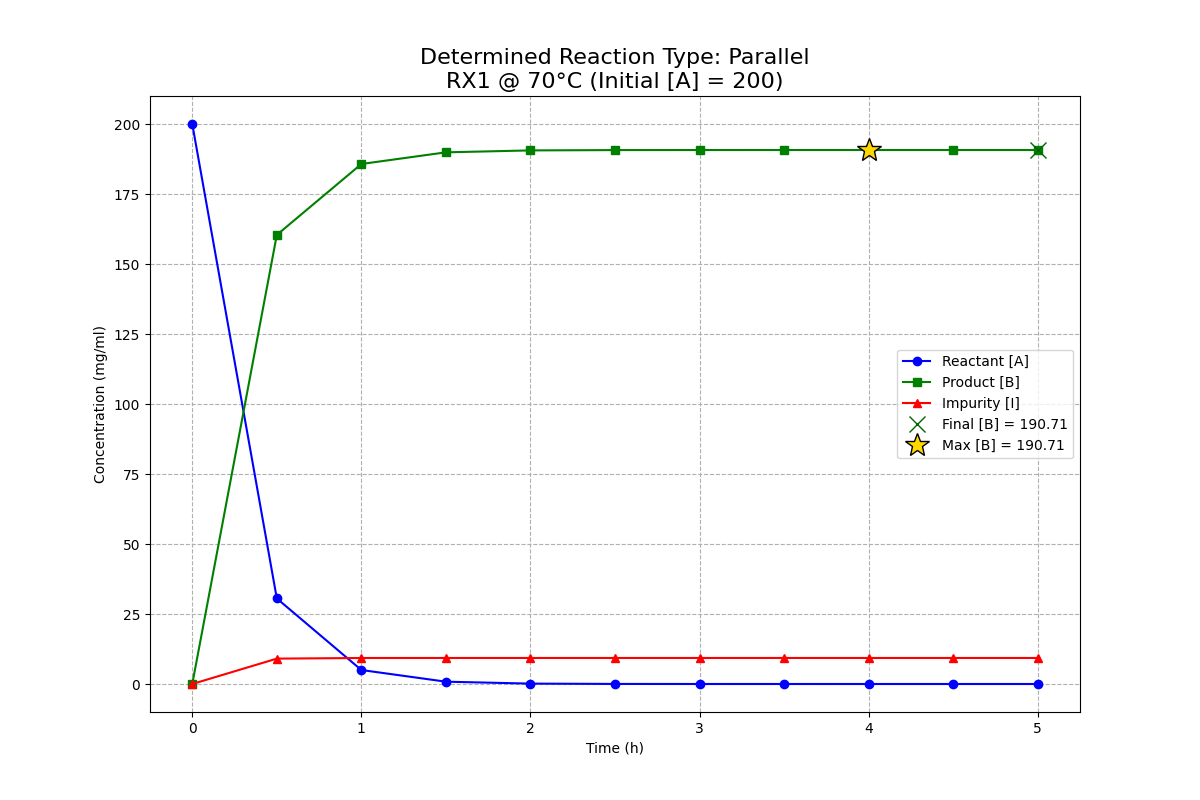 Determined Reaction Type: Parallel
RX1 @ 70°C (Initial [A] = 200)
200
175
150
125
100
75
50
25
0
Concentration (mg/ml)
Reactant [A]
Product [B]
Impurity [I]
Final [B] = 190.71
Max [B] = 190.71
0 1 2 3 4 5
Time (h)